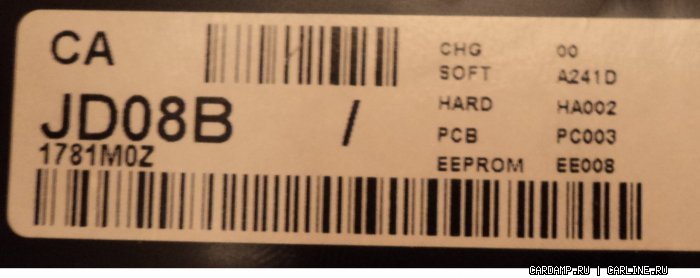 CA
JD08B /
1781M0Z
CHG 00
SOFT A241D
HARD HA002
PCB PC003
EEPROM EE008
CARDAMP.RU | CARLINE.RU